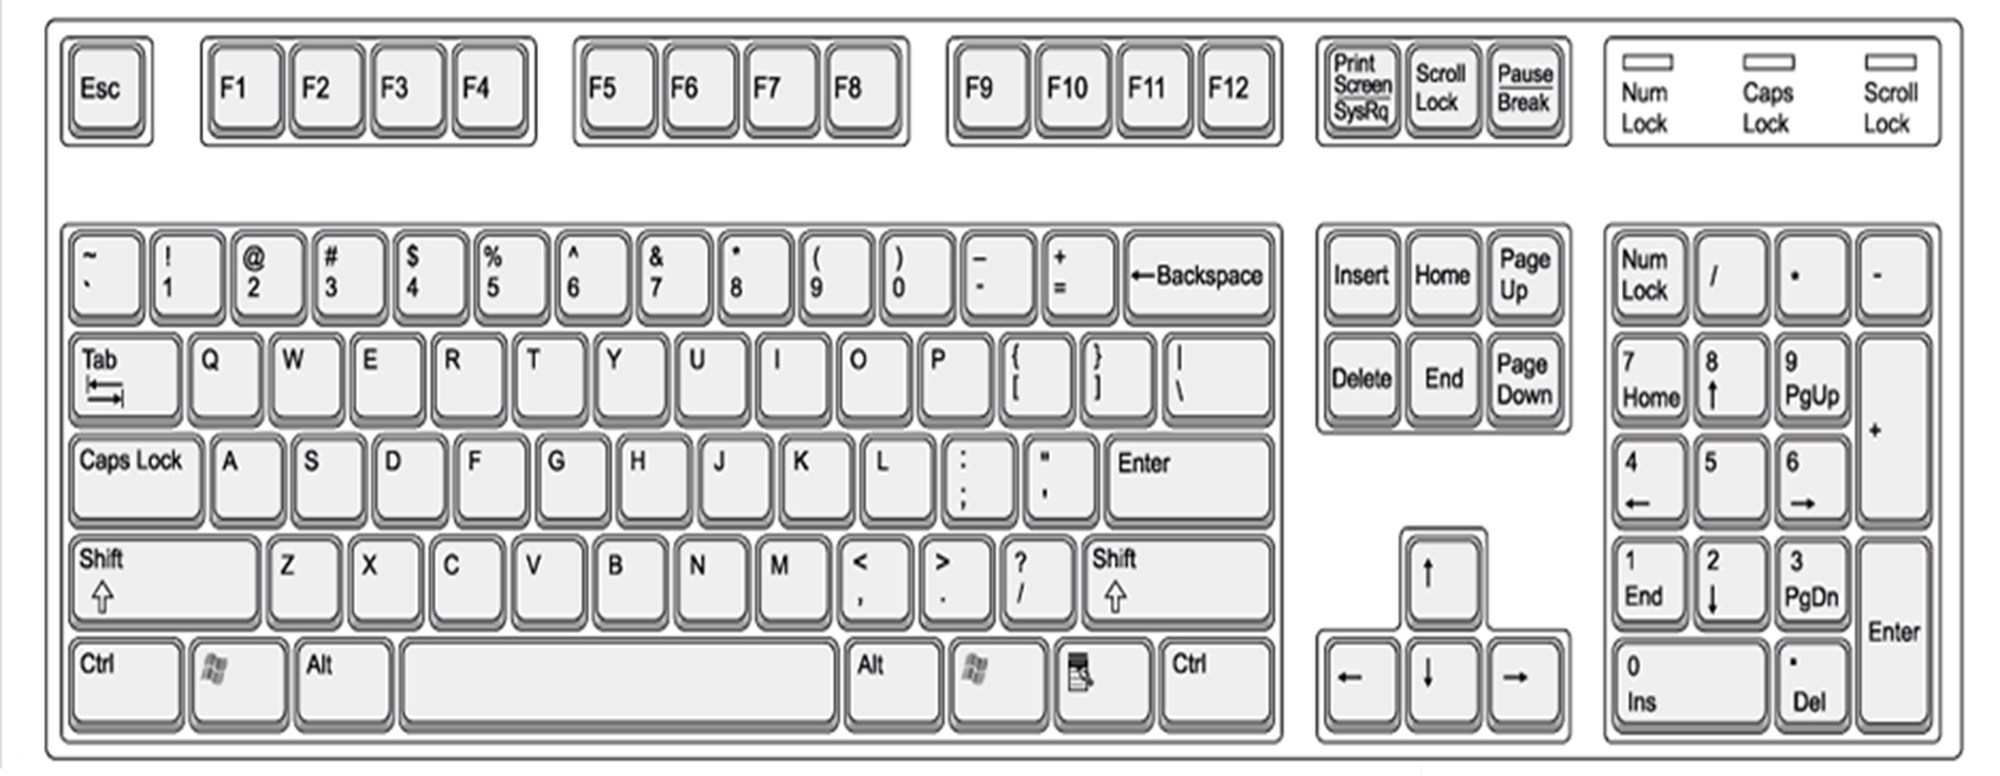 Esc F1 F2 F3 F4 F5 F6 F7 F8 F9 F10 F11 F12
Print
Screen
SysRq
Scroll
Lock
Pause
Break
Num
Lock
Caps
Lock
Scroll
Lock
~ ! @ # $ % ^ & * ( ) – +
` 1 2 3 4 5 6 7 8 9 0 - =
←Backspace
Insert Home
Page
Up
Num
Lock
/ * -
Tab Q W E R T Y U I O P { } |
[ ] \
Delete End
Page
Down
7 8 9
Home ↑ PgUp
+
Caps Lock A S D F G H J K L : " Enter
; '
4 5 6
← →
Shift Z X C V B N M < > ? Shift
, . /
↑
1 2 3
End ↓ PgDn
Enter
Ctrl Alt Alt Ctrl
← ↓ →
0 .
Ins Del